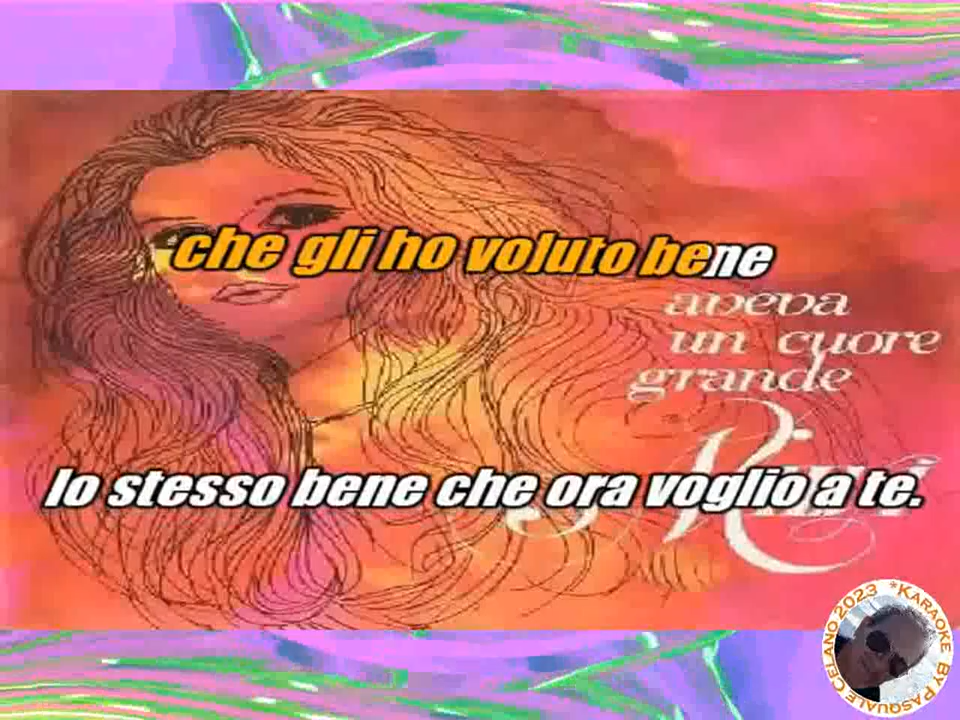 che gli ho voluto bene
aveva
un cuore
grande
lo stesso bene che ora voglio a te.
*KARAOKE BY PASQUALE CELANO 2023